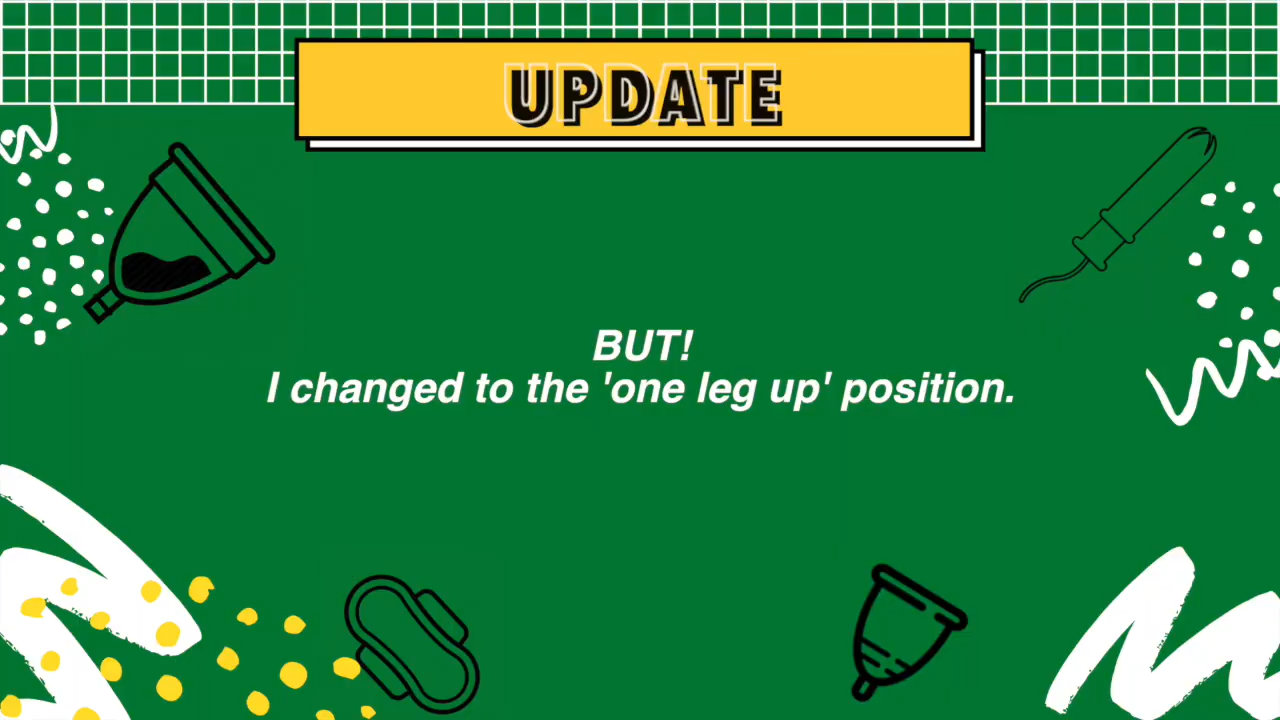 UPDATE
BUT!
I changed to the 'one leg up' position.